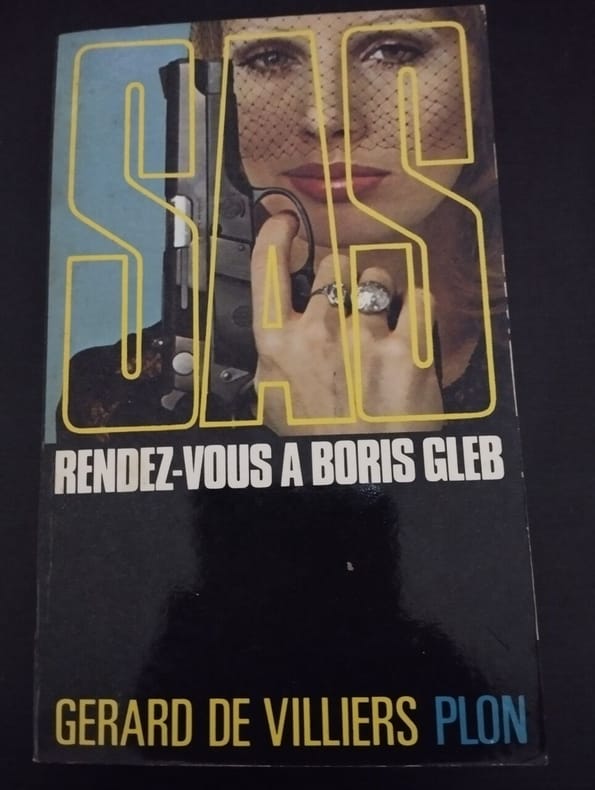 SAS
RENDEZ-VOUS A BORIS GLEB
GERARD DE VILLIERS PLON